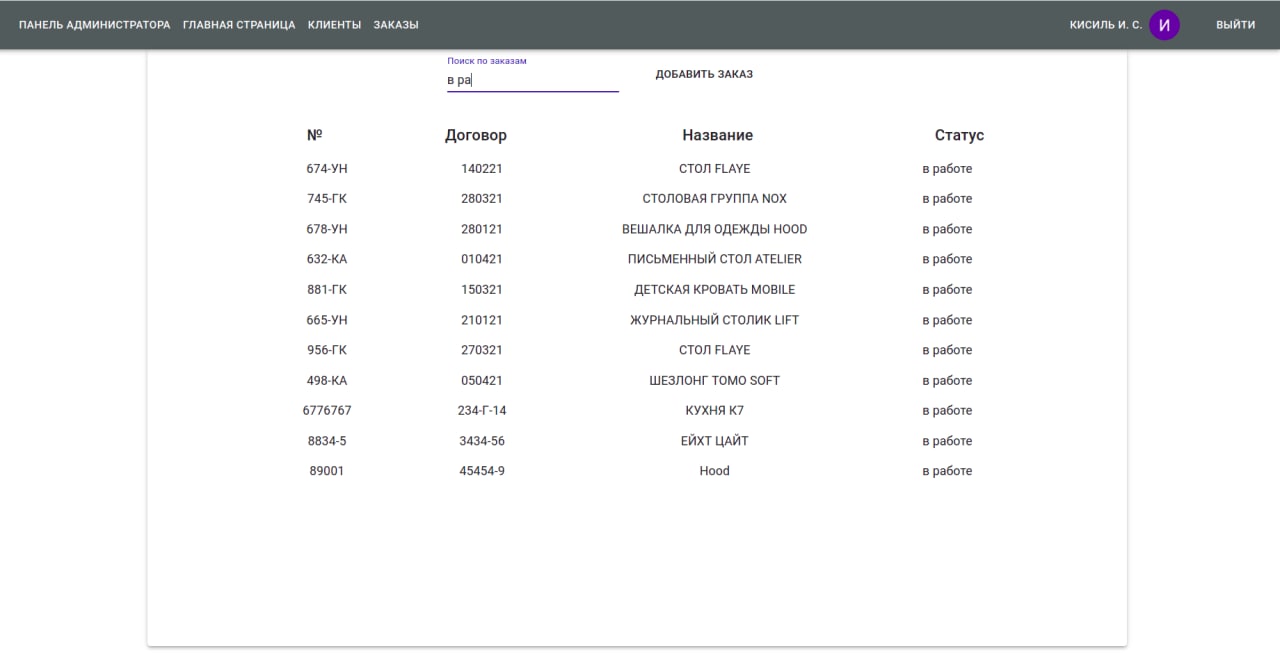 ПАНЕЛЬ АДМИНИСТРАТОРА ГЛАВНАЯ СТРАНИЦА КЛИЕНТЫ ЗАКАЗЫ КИСИЛЬ И. С. И ВЫЙТИ
Поиск по заказам
в ра ДОБАВИТЬ ЗАКАЗ
№ Договор Название Статус
674-УН 140221 СТОЛ FLAYE в работе
745-ГК 280321 СТОЛОВАЯ ГРУППА NOX в работе
678-УН 280121 ВЕШАЛКА ДЛЯ ОДЕЖДЫ HOOD в работе
632-КА 010421 ПИСЬМЕННЫЙ СТОЛ ATELIER в работе
881-ГК 150321 ДЕТСКАЯ КРОВАТЬ MOBILE в работе
665-УН 210121 ЖУРНАЛЬНЫЙ СТОЛИК LIFT в работе
956-ГК 270321 СТОЛ FLAYE в работе
498-КА 050421 ШЕЗЛОНГ TOMO SOFT в работе
6776767 234-Г-14 КУХНЯ К7 в работе
8834-5 3434-56 ЕЙХТ ЦАЙТ в работе
89001 45454-9 Hood в работе